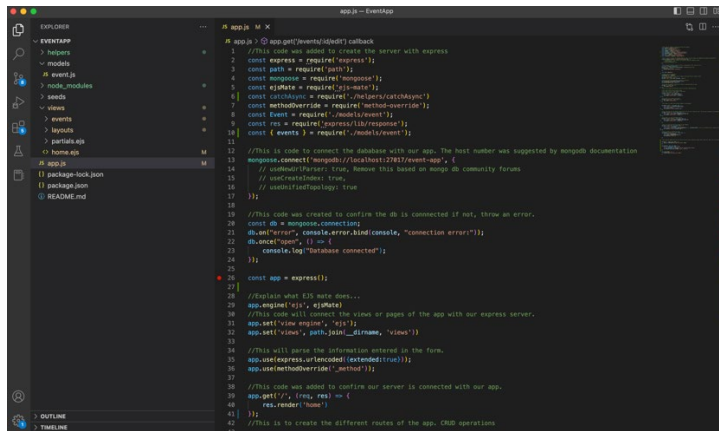 app.js — EventApp
EXPLORER
EVENTAPP
helpers
models
JS event.js
node_modules
seeds
views
events
layouts
partials.ejs
home.ejs M
JS app.js M
{} package-lock.json
{} package.json
README.md
OUTLINE
TIMELINE
JS app.js M X
JS app.js > app.get('/events/:id/edit') callback
1 //This code was added to create the server with express
2 const express = require('express');
3 const path = require('path');
4 const mongoose = require('mongoose');
5 const ejsMate = require('ejs-mate');
6 const catchAsync = require('./helpers/catchAsync')
7 const methodOverride = require('method-override');
8 const Event = require('./models/event');
9 const res = require('express/lib/response');
10 const { events } = require('./models/event');
11
12 //This is code to connect the dababase with our app. The host number was suggested by mongodb documentation
13 mongoose.connect('mongodb://localhost:27017/event-app', {
14 // useNewUrlParser: true, Remove this based on mongo db community forums
15 // useCreateIndex: true,
16 // useUnifiedTopology: true
17 });
18
19 //This code was created to confirm the db is connnected if not, throw an error.
20 const db = mongoose.connection;
21 db.on("error", console.error.bind(console, "connection error:"));
22 db.once("open", () => {
23 console.log("Database connected");
24 });
25
26 const app = express();
27
28 //Explain what EJS mate does...
29 app.engine('ejs', ejsMate)
30 //This code will connect the views or pages of the app with our express server.
31 app.set('view engine', 'ejs');
32 app.set('views', path.join(__dirname, 'views'))
33
34 //This will parse the information entered in the form.
35 app.use(express.urlencoded({extended:true}));
36 app.use(methodOverride('_method'));
37
38 //This code was added to confirm our server is connected with our app.
39 app.get('/', (req, res) => {
40 res.render('home')
41 });
42 //This is to create the different routes of the app. CRUD operations